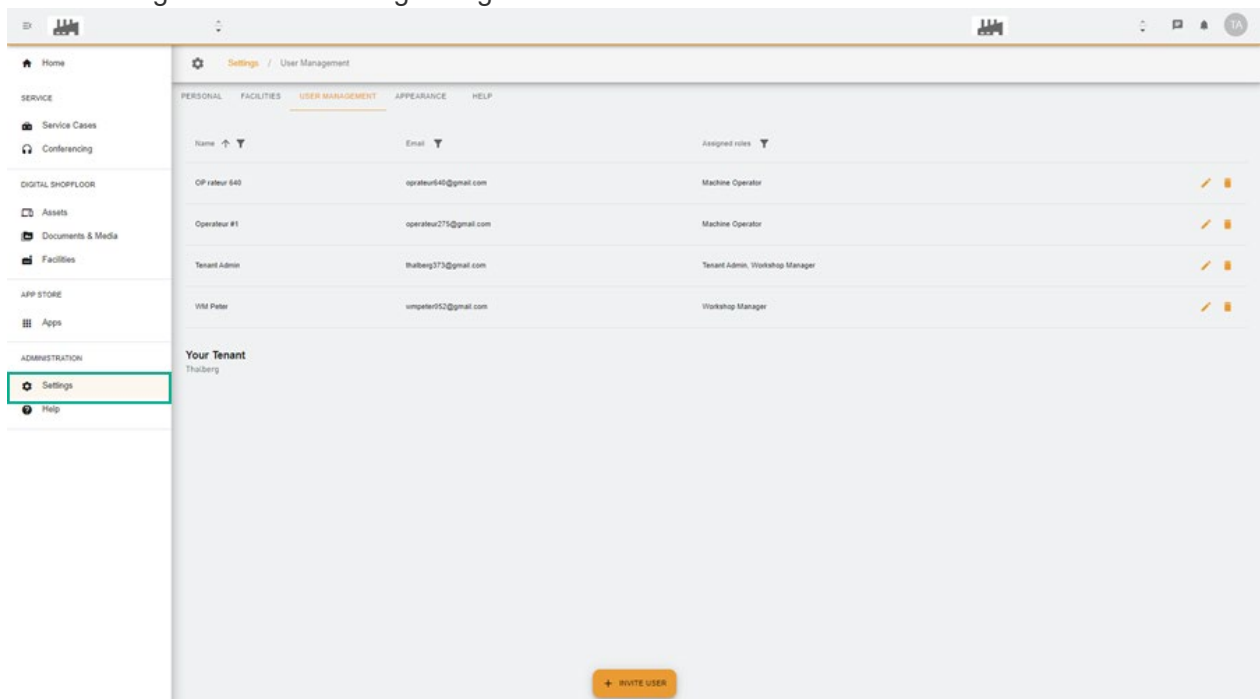 TA
Home
Settings / User Management
SERVICE
Service Cases
Conferencing
DIGITAL SHOPFLOOR
Assets
Documents & Media
Facilities
APP STORE
Apps
ADMINISTRATION
Settings
Help
PERSONAL FACILITIES USER MANAGEMENT APPEARANCE HELP
Name Email Assigned roles
OP rateur 640 oprateur640@gmail.com Machine Operator
Operateur #1 operateur275@gmail.com Machine Operator
Tenant Admin thalberg373@gmail.com Tenant Admin, Workshop Manager
WM Peter wmpeter052@gmail.com Workshop Manager
Your Tenant
Thalberg
+ INVITE USER